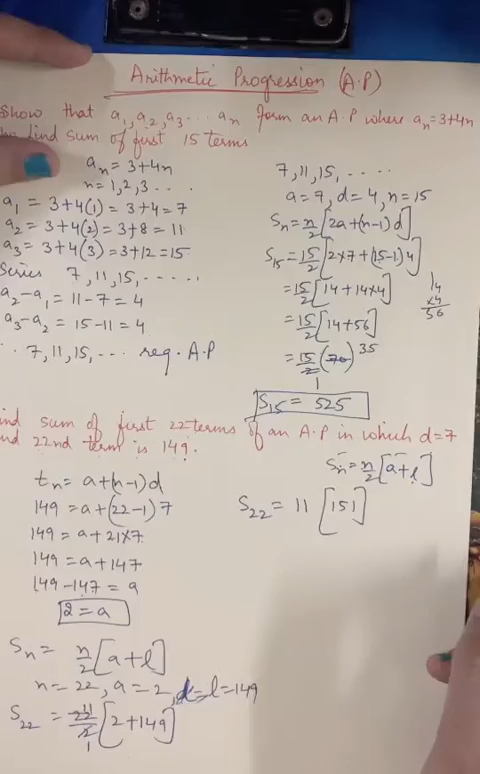 Arithmetic Progression (A.P)
Show that a₁, a₂, a₃... aₙ form an A.P where aₙ=3+4n
find sum of first 15 terms
aₙ = 3+4n
n=1,2,3 ....
a₁ = 3+4(1) = 3+4=7
a₂ = 3+4(2) = 3+8 = 11
a₃ = 3+4(3) = 3+12 = 15
Series 7, 11, 15, - - - - -
a₂-a₁ = 11-7 = 4
a₃-a₂ = 15-11 = 4
∴ 7, 11, 15, ... req. A.P
7, 11, 15, .....
a=7, d=4, n=15
Sₙ = n/2 [2a+(n-1)d]
S₁₅ = 15/2 [2×7+(15-1)4]
= 15/2 [14+14×4]
14
×4
56
= 15/2 [14+56]
= 15/2 (70) 35
1
S₁₅ = 525
find sum of first 22 terms of an A.P in which d=7
and 22nd term is 149.
tₙ = a+(n-1)d
149 = a+(22-1)7
149 = a+21×7
149 = a+147
149-147 = a
2 = a
Sₙ = n/2 [a+l]
n=22, a=2, l=149
S₂₂ = 22/2 [2+149]
11
1
Sₙ = n/2 [a+l]
S₂₂ = 11 [151]